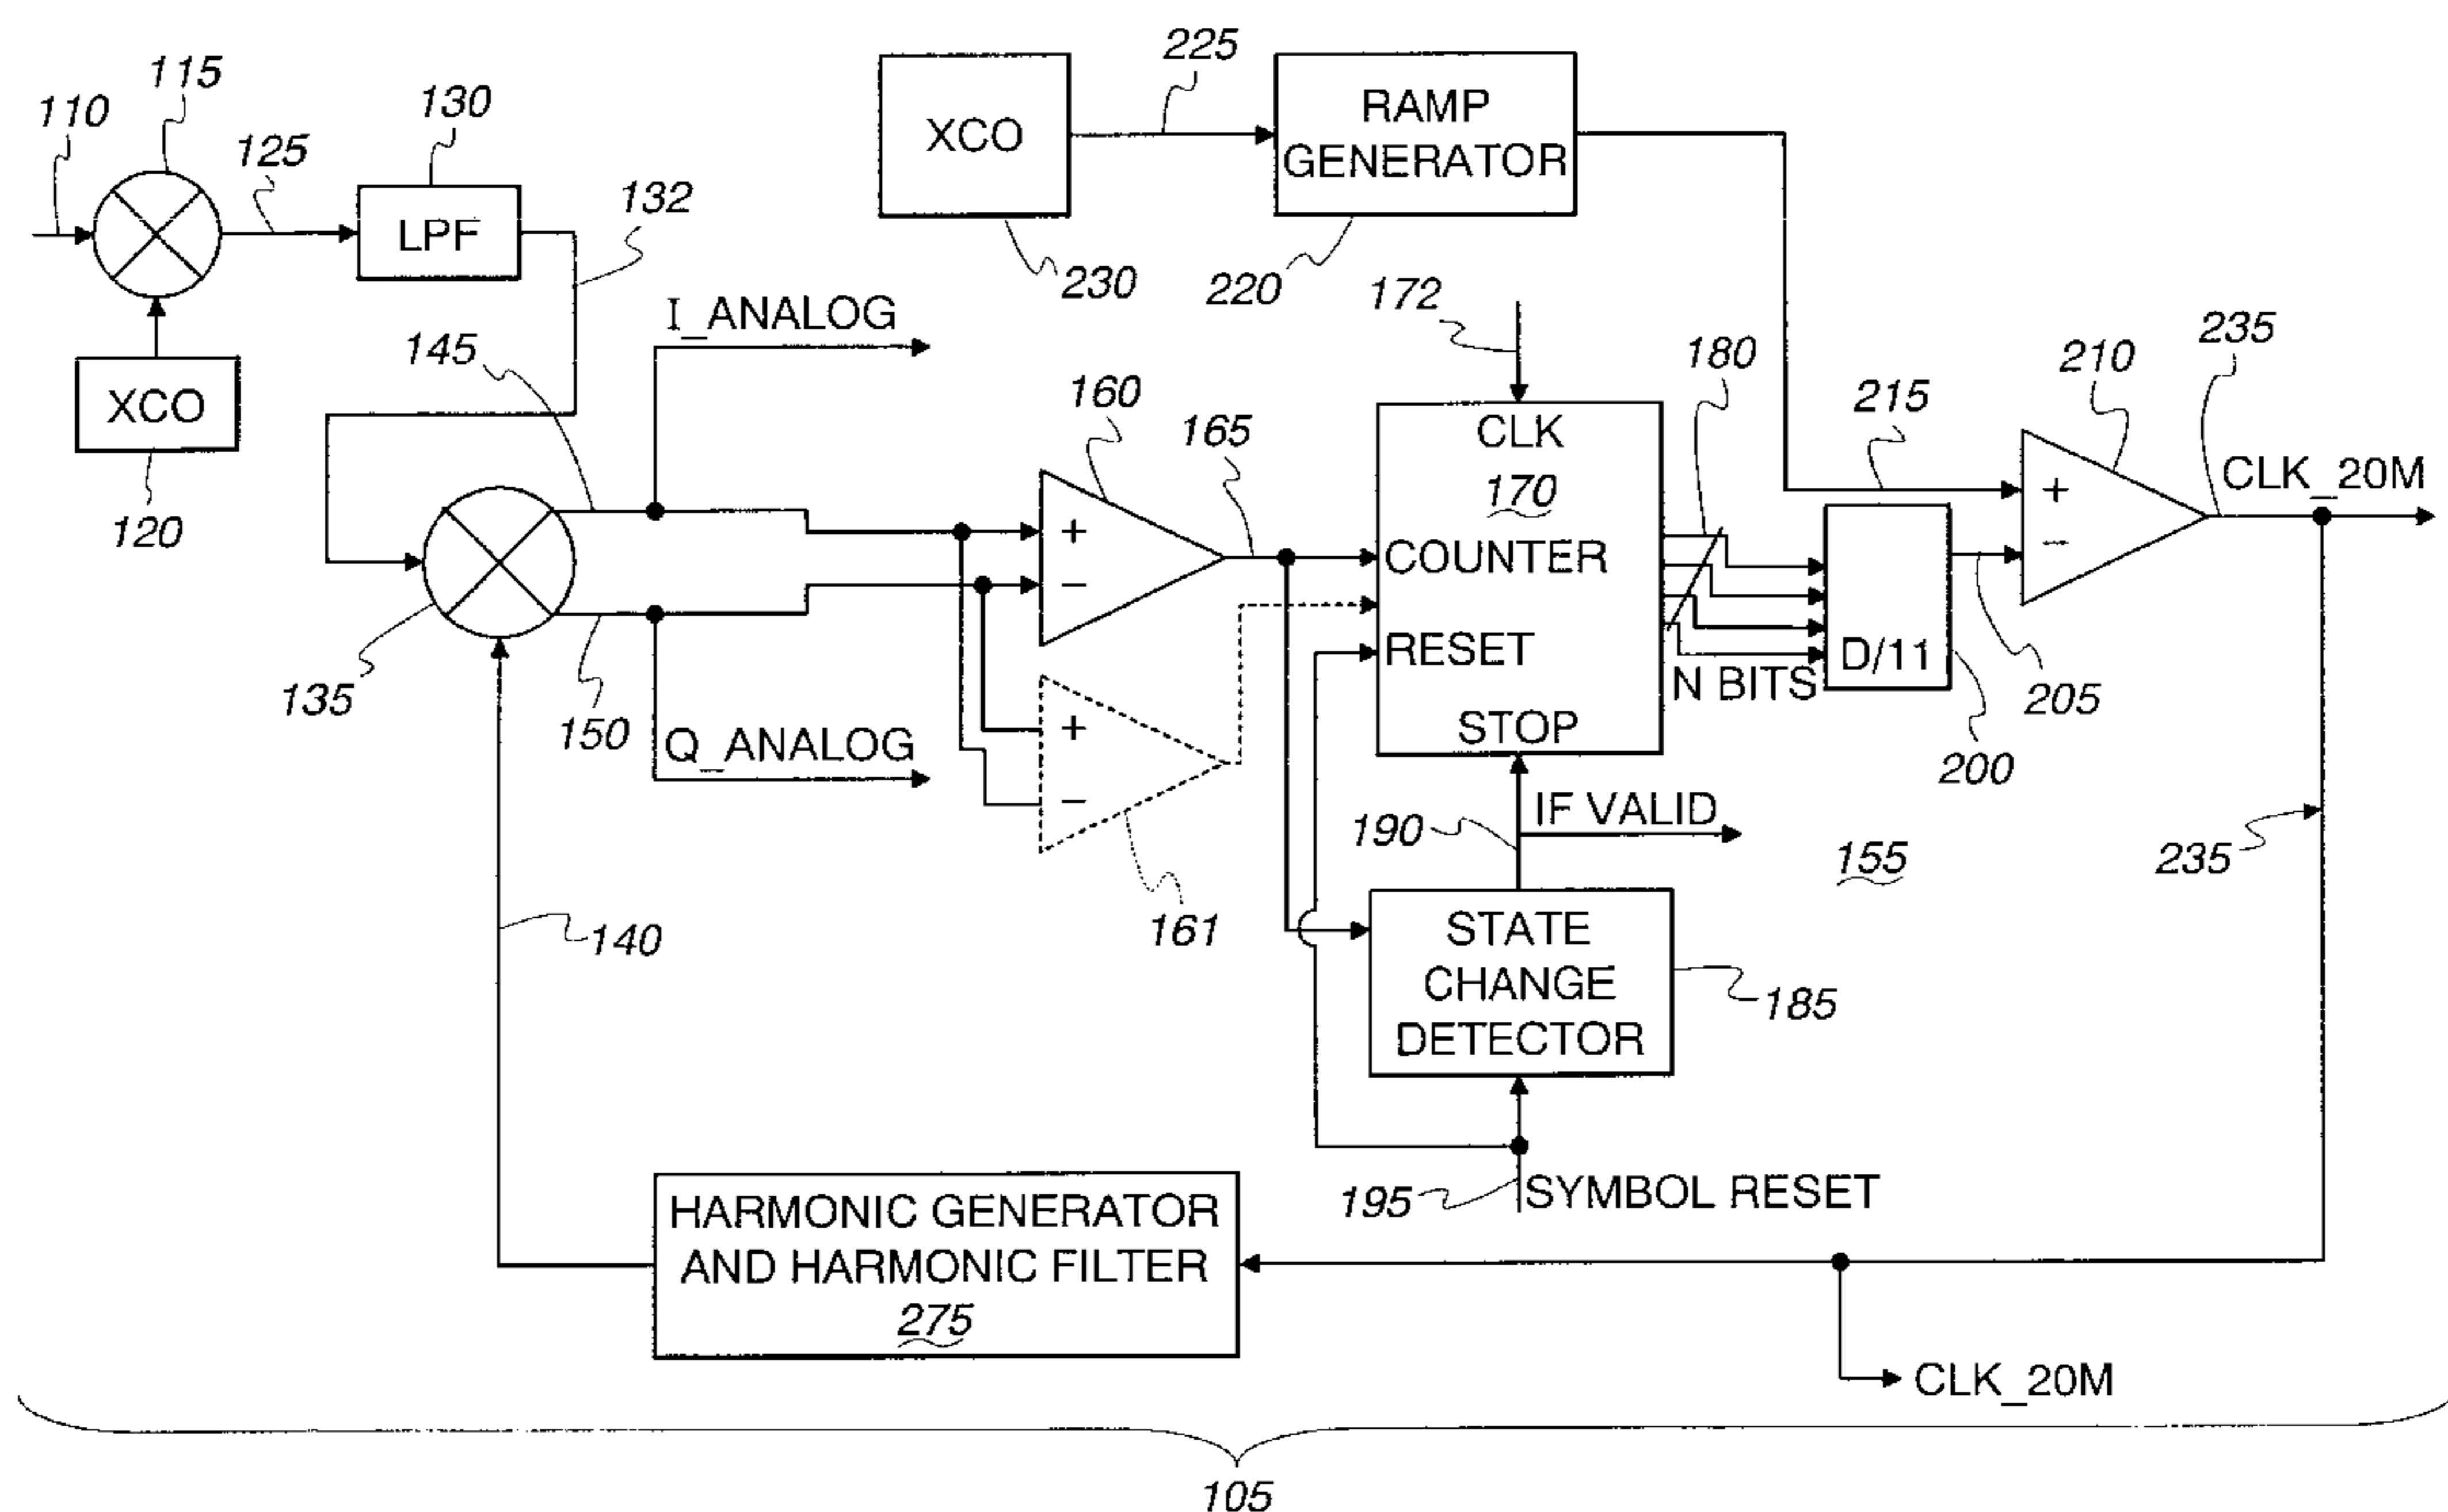 110
115
125
130
LPF
132
XCO
120
XCO
230
225
RAMP
GENERATOR
220
172
I_ANALOG
145
135
150
Q_ANALOG
140
160
+
−
165
+
−
161
CLK
170
COUNTER
RESET
STOP
180
N BITS
D/11
200
215
205
210
+
−
235
CLK_20M
235
190
IF VALID
155
STATE
CHANGE
DETECTOR
185
195
SYMBOL RESET
HARMONIC GENERATOR
AND HARMONIC FILTER
275
CLK_20M
105